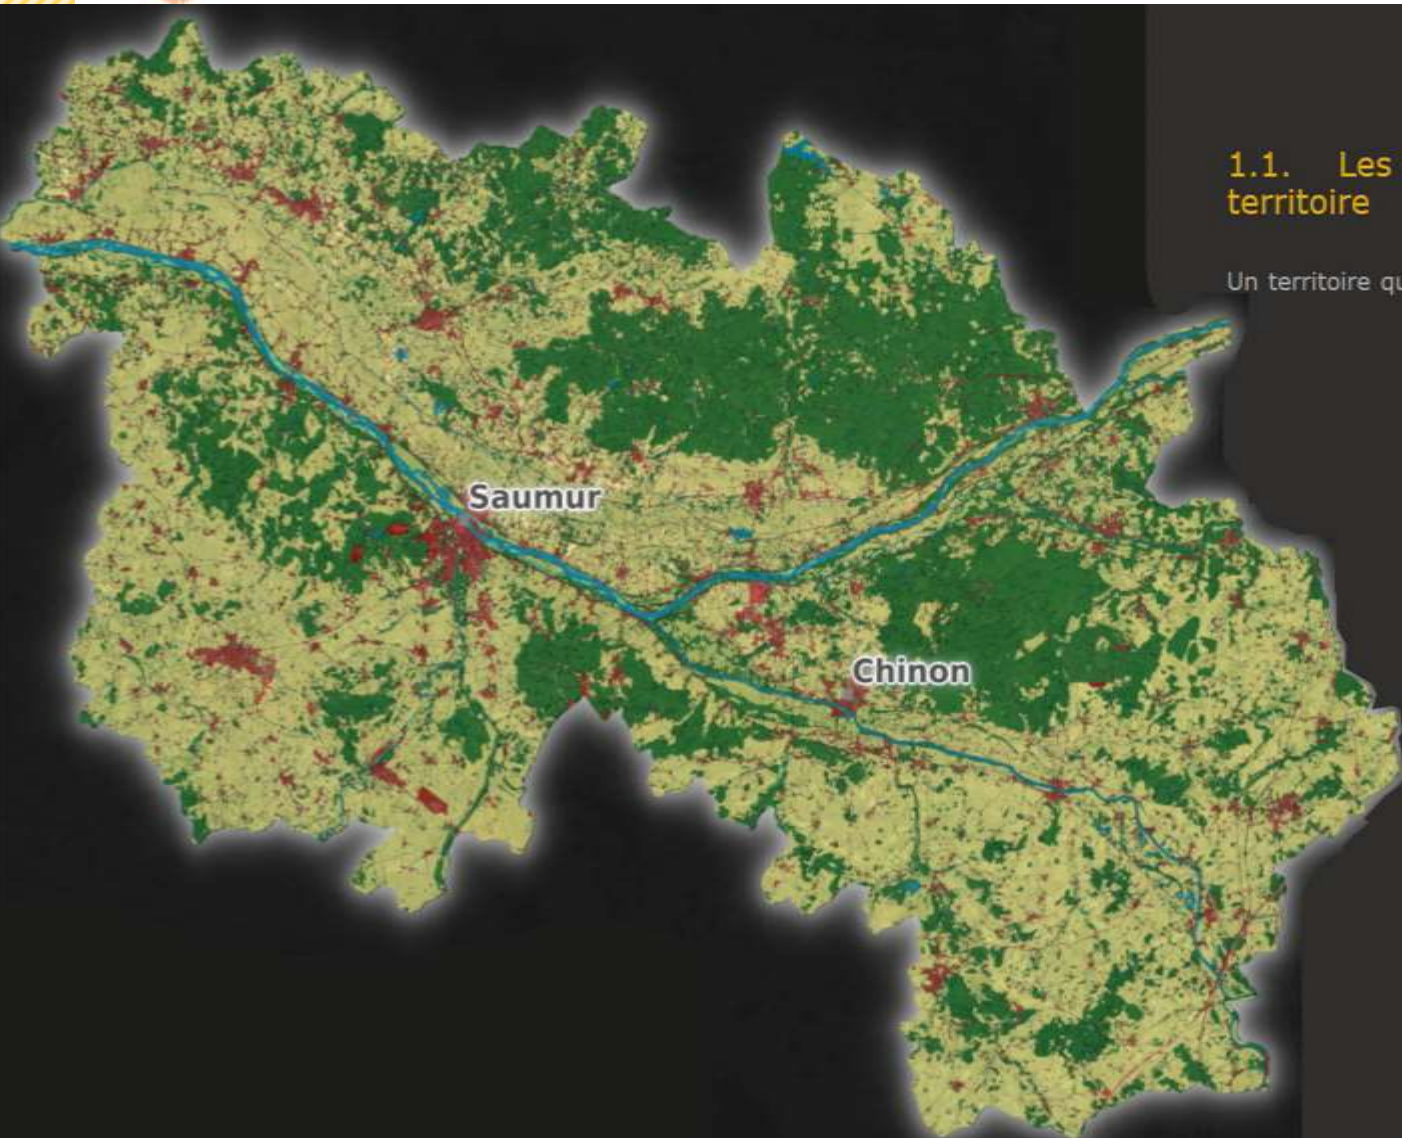 1.1. Les
territoire
Un territoire qu
Saumur
Chinon